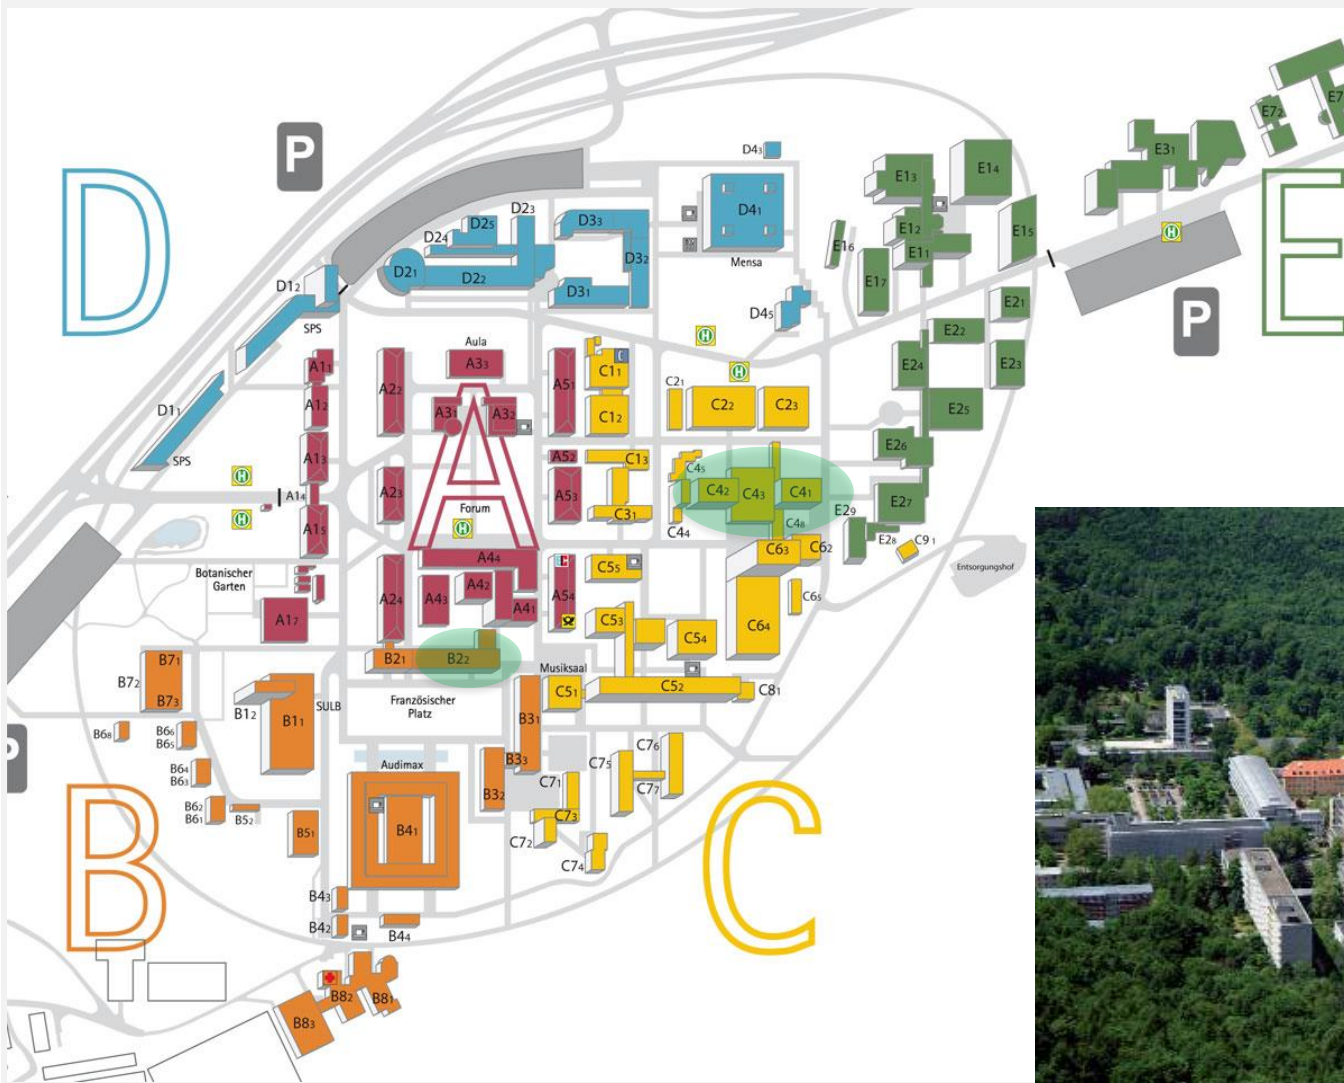 P
D
D4₃
D4₁
Mensa
D4₅
D2₃
D2₅
D2₄
D2₁
D2₂
D3₃
D3₂
D3₁
D1₂
SPS
D1₁
SPS
E1₃
E1₄
E1₂
E1₁
E1₅
E1₆
E1₇
E3₁
E7₂
E7
E
H
P
E2₁
E2₂
E2₃
E2₄
E2₅
E2₆
E2₇
E2₉
E2₈
Aula
A3₃
A3₁
A3₂
A
Forum
H
A1₁
A1₂
A1₃
A1₄
A1₅
A1₇
A2₂
A2₃
A2₄
A5₁
A5₂
A5₃
A5₄
A4₄
A4₂
A4₃
A4₁
H
H
H
H
Botanischer
Garten
C1₁
C1₂
C1₃
C3₁
C2₁
C2₂
C2₃
C4₅
C4₂
C4₃
C4₁
C4₄
C4₈
C6₃
C6₂
C9₁
Entsorgungshof
C5₅
C5₃
C5₄
C6₅
C6₄
Musiksaal
C5₁
C5₂
C8₁
C7₆
C7₅
C7₁
C7₇
C7₃
C7₂
C7₄
C
B2₁
B2₂
Französischer
Platz
B7₁
B7₂
B7₃
B1₂
B1₁
SULB
B3₁
B3₃
B3₂
B6₈
B6₆
B6₅
B6₄
B6₃
B6₂
B6₁
B5₂
B5₁
Audimax
B4₁
B4₃
B4₂
B4₄
B
B8₂
B8₁
B8₃
P